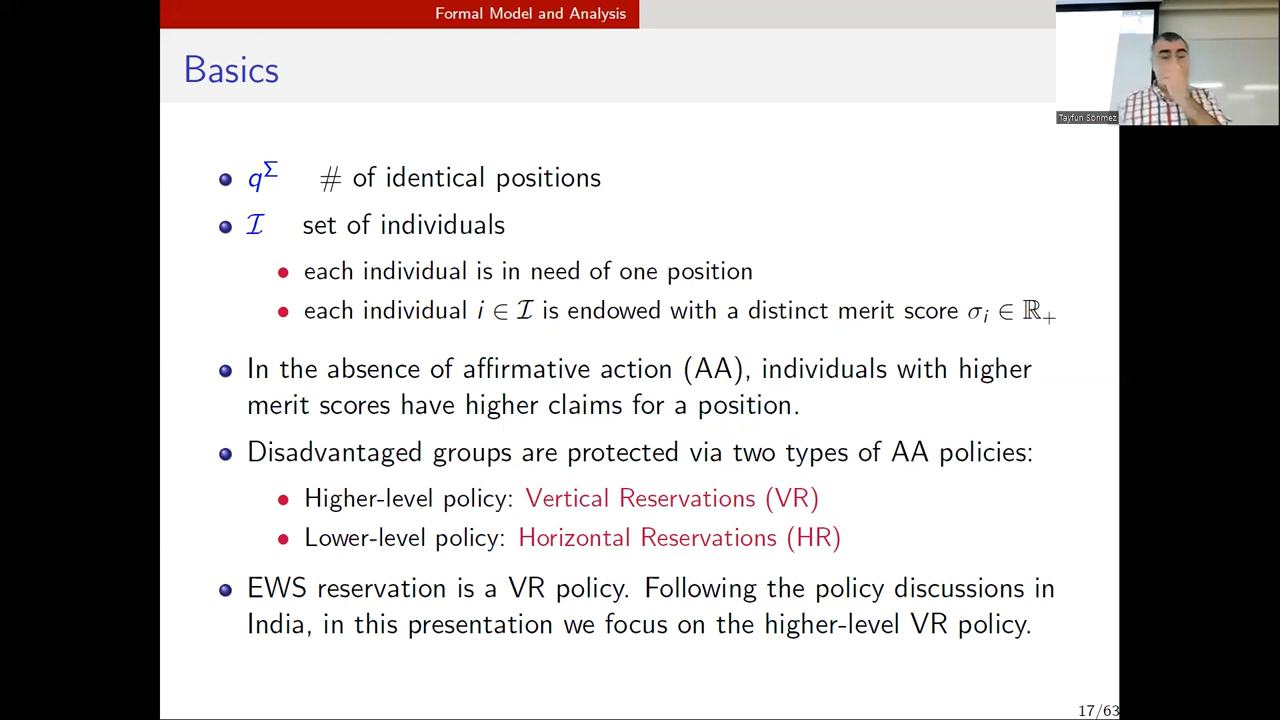 Formal Model and Analysis
Basics
Tayfun Sönmez
q^Σ # of identical positions
ℐ set of individuals
each individual is in need of one position
each individual i ∈ ℐ is endowed with a distinct merit score σᵢ ∈ ℝ₊
In the absence of affirmative action (AA), individuals with higher
merit scores have higher claims for a position.
Disadvantaged groups are protected via two types of AA policies:
Higher-level policy: Vertical Reservations (VR)
Lower-level policy: Horizontal Reservations (HR)
EWS reservation is a VR policy. Following the policy discussions in
India, in this presentation we focus on the higher-level VR policy.
17/63